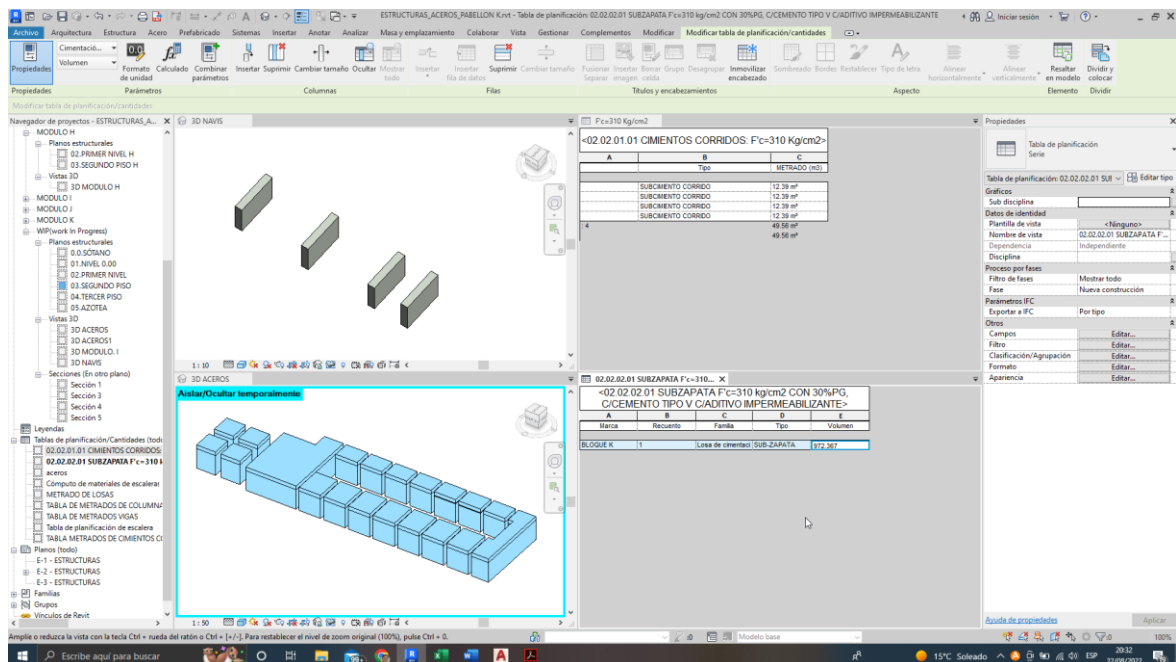 ESTRUCTURAS_ACEROS_PABELLON K.rvt - Tabla de planificación: 02.02.02.01 SUBZAPATA F'c=310 kg/cm2 CON 30%PG, C/CEMENTO TIPO V C/ADITIVO IMPERMEABILIZANTE
Iniciar sesión
Archivo Arquitectura Estructura Acero Prefabricado Sistemas Insertar Anotar Analizar Masa y emplazamiento Colaborar Vista Gestionar Complementos Modificar Modificar tabla de planificación/cantidades
Cimentació...
Volumen
Propiedades Formato de unidad Calculado Combinar parámetros Insertar Suprimir Cambiar tamaño Ocultar Mostrar todo Insertar Insertar fila de datos Suprimir Cambiar tamaño Fusionar Separar Insertar imagen Borrar celda Grupo Desagrupar Inmovilizar encabezado Sombreado Bordes Restablecer Tipo de letra Alinear horizontalmente Alinear verticalmente Resaltar en modelo Dividir y colocar
Propiedades Parámetros Columnas Filas Títulos y encabezamientos Aspecto Elemento Dividir
Modificar tabla de planificación/cantidades
Navegador de proyectos - ESTRUCTURAS_A...
MODULO H
Planos estructurales
02.PRIMER NIVEL H
03.SEGUNDO PISO H
Vistas 3D
3D MODULO H
MODULO I
MODULO J
MODULO K
WIP(work In Progress)
Planos estructurales
0.0.SÓTANO
01.NIVEL 0.00
02.PRIMER NIVEL
03.SEGUNDO PISO
04.TERCER PISO
05.AZOTEA
Vistas 3D
3D ACEROS
3D ACEROS1
3D MODULO. I
3D NAVIS
Secciones (En otro plano)
Sección 1
Sección 3
Sección 4
Sección 5
Leyendas
Tablas de planificación/Cantidades (todo
02.02.01.01 CIMIENTOS CORRIDOS:
02.02.02.01 SUBZAPATA F'c=310 k
aceros
Cómputo de materiales de escaleras
METRADO DE LOSAS
TABLA DE METRADOS DE COLUMNA
TABLA DE METRADOS VIGAS
Tabla de planificación de escalera
TABLA METRADOS DE CIMIENTOS CO
Planos (todo)
E-1 - ESTRUCTURAS
E-2 - ESTRUCTURAS
E-3 - ESTRUCTURAS
Familias
Grupos
Vínculos de Revit
3D NAVIS
1 : 10
3D ACEROS
Aislar/Ocultar temporalmente
1 : 50
F'c=310 Kg/cm2
<02.02.01.01 CIMIENTOS CORRIDOS: F'c=310 Kg/cm2>
A B C
Tipo METRADO (m3)
SUBCIMENTO CORRIDO 12.39 m³
SUBCIMENTO CORRIDO 12.39 m³
SUBCIMENTO CORRIDO 12.39 m³
SUBCIMENTO CORRIDO 12.39 m³
4 49.56 m³
49.56 m³
02.02.02.01 SUBZAPATA F'c=310...
<02.02.02.01 SUBZAPATA F'c=310 kg/cm2 CON 30%PG,
C/CEMENTO TIPO V C/ADITIVO IMPERMEABILIZANTE>
A B C D E
Marca Recuento Familia Tipo Volumen
BLOQUE K 1 Losa de cimentaci SUB-ZAPATA 972.367
Propiedades
Tabla de planificación
Serie
Tabla de planificación: 02.02.02.01 SUI Editar tipo
Gráficos
Sub disciplina
Datos de identidad
Plantilla de vista <Ninguno>
Nombre de vista 02.02.02.01 SUBZAPATA F'...
Dependencia Independiente
Disciplina
Proceso por fases
Filtro de fases Mostrar todo
Fase Nueva construcción
Parámetros IFC
Exportar a IFC Por tipo
Otros
Campos Editar...
Filtro Editar...
Clasificación/Agrupación Editar...
Formato Editar...
Apariencia Editar...
Ayuda de propiedades Aplicar
Amplíe o reduzca la vista con la tecla Ctrl + rueda del ratón o Ctrl + [+/-]. Para restablecer el nivel de zoom original (100%), pulse Ctrl + 0.
:0 Modelo base :0 100%
Escribe aquí para buscar
99+
15°C Soleado ESP 20:32
22/08/2022